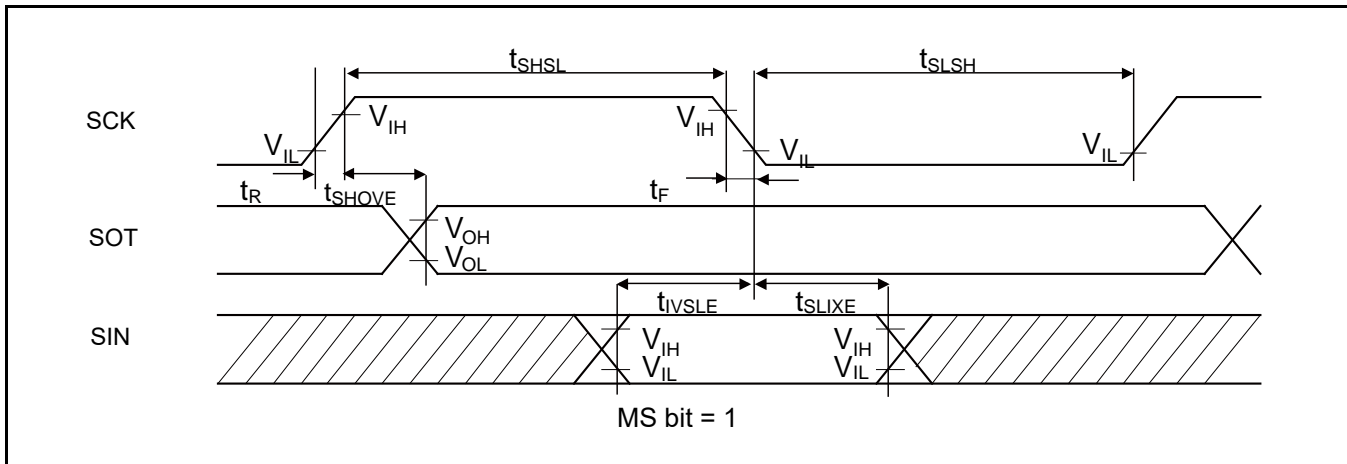 tSHSL tSLSH
SCK VIH VIH
VIL VIL VIL
tR tSHOVE tF
SOT VOH
VOL
tIVSLE tSLIXE
SIN VIH VIH
VIL VIL
MS bit = 1